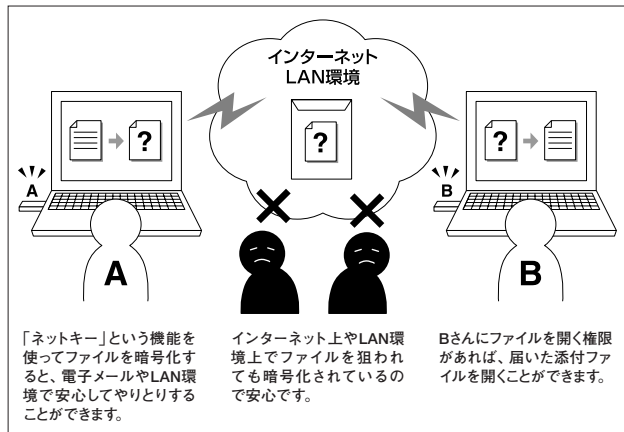 インターネット
LAN環境
?
?
?
?
A
B
A
B
「ネットキー」という機能を
使ってファイルを暗号化す
ると、電子メールやLAN環
境で安心してやりとりする
ことができます。
インターネット上やLAN環
境上でファイルを狙われ
ても暗号化されているの
で安心です。
Bさんにファイルを開く権限
があれば、届いた添付ファ
イルを開くことができます。